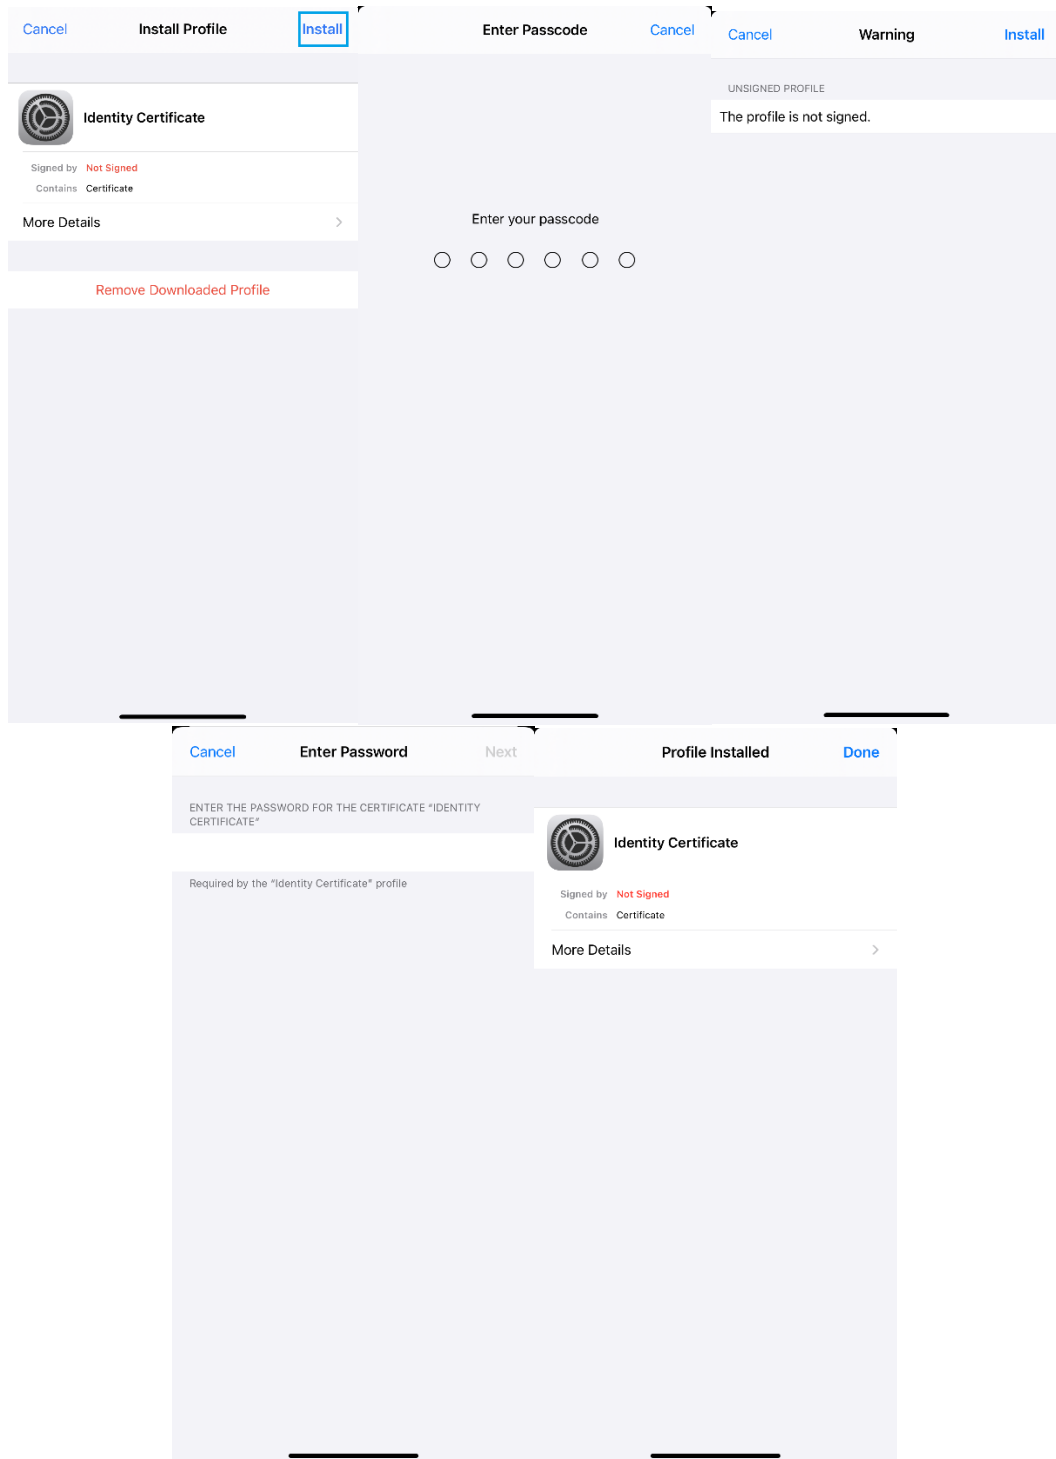 Cancel Install Profile Install
Identity Certificate
Signed by Not Signed
Contains Certificate
More Details
Remove Downloaded Profile
Enter Passcode Cancel
Enter your passcode
Cancel Warning Install
UNSIGNED PROFILE
The profile is not signed.
Cancel Enter Password Next
ENTER THE PASSWORD FOR THE CERTIFICATE “IDENTITY
CERTIFICATE”
Required by the “Identity Certificate” profile
Profile Installed Done
Identity Certificate
Signed by Not Signed
Contains Certificate
More Details